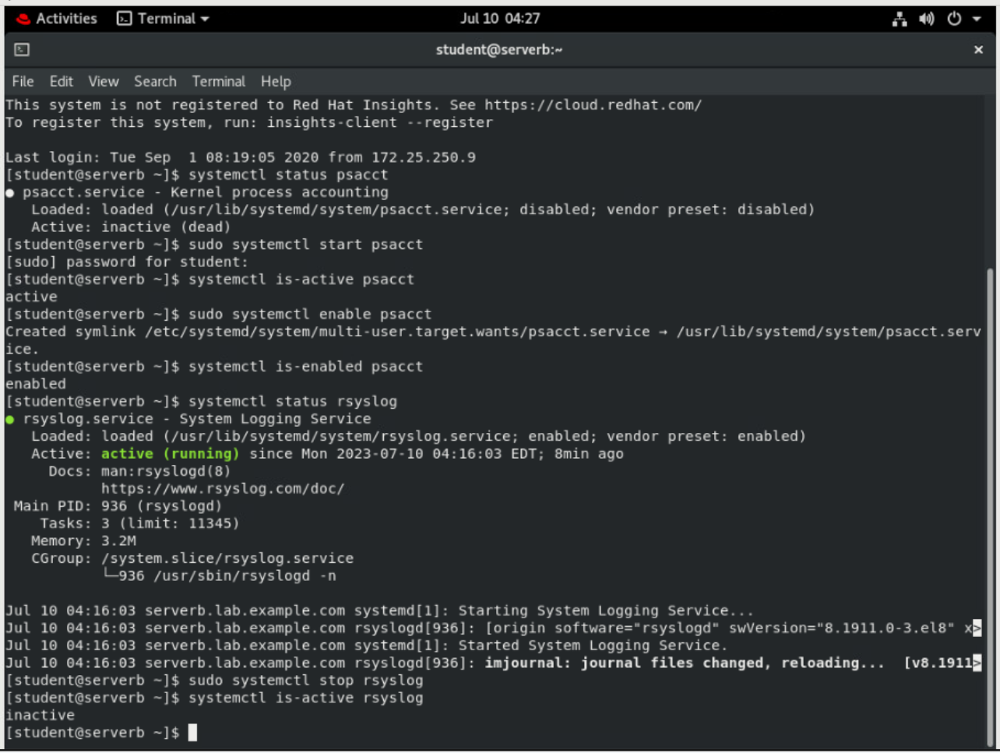 Activities Terminal Jul 10 04:27
student@serverb:~ ×
File Edit View Search Terminal Help
This system is not registered to Red Hat Insights. See https://cloud.redhat.com/
To register this system, run: insights-client --register
Last login: Tue Sep  1 08:19:05 2020 from 172.25.250.9
[student@serverb ~]$ systemctl status psacct
● psacct.service - Kernel process accounting
   Loaded: loaded (/usr/lib/systemd/system/psacct.service; disabled; vendor preset: disabled)
   Active: inactive (dead)
[student@serverb ~]$ sudo systemctl start psacct
[sudo] password for student:
[student@serverb ~]$ systemctl is-active psacct
active
[student@serverb ~]$ sudo systemctl enable psacct
Created symlink /etc/systemd/system/multi-user.target.wants/psacct.service → /usr/lib/systemd/system/psacct.serv
ice.
[student@serverb ~]$ systemctl is-enabled psacct
enabled
[student@serverb ~]$ systemctl status rsyslog
● rsyslog.service - System Logging Service
   Loaded: loaded (/usr/lib/systemd/system/rsyslog.service; enabled; vendor preset: enabled)
   Active: active (running) since Mon 2023-07-10 04:16:03 EDT; 8min ago
     Docs: man:rsyslogd(8)
           https://www.rsyslog.com/doc/
 Main PID: 936 (rsyslogd)
    Tasks: 3 (limit: 11345)
   Memory: 3.2M
   CGroup: /system.slice/rsyslog.service
           └─936 /usr/sbin/rsyslogd -n
Jul 10 04:16:03 serverb.lab.example.com systemd[1]: Starting System Logging Service...
Jul 10 04:16:03 serverb.lab.example.com rsyslogd[936]: [origin software="rsyslogd" swVersion="8.1911.0-3.el8" x>
Jul 10 04:16:03 serverb.lab.example.com systemd[1]: Started System Logging Service.
Jul 10 04:16:03 serverb.lab.example.com rsyslogd[936]: imjournal: journal files changed, reloading...  [v8.1911>
[student@serverb ~]$ sudo systemctl stop rsyslog
[student@serverb ~]$ systemctl is-active rsyslog
inactive
[student@serverb ~]$